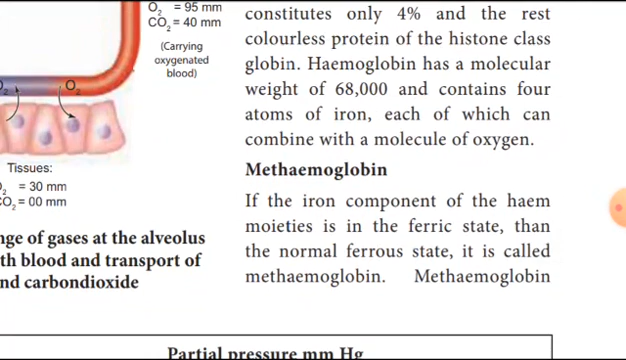 O2 = 95 mm
CO2 = 40 mm
(Carrying
oxygenated
blood)
O2
Tissues:
= 30 mm
= 00 mm
of gases at the alveolus
blood and transport of
carbondioxide
constitutes only 4% and the rest
colourless protein of the histone class
globin. Haemoglobin has a molecular
weight of 68,000 and contains four
atoms of iron, each of which can
combine with a molecule of oxygen.
Methaemoglobin
If the iron component of the haem
moieties is in the ferric state, than
the normal ferrous state, it is called
methaemoglobin. Methaemoglobin
Partial pressure mm Hg